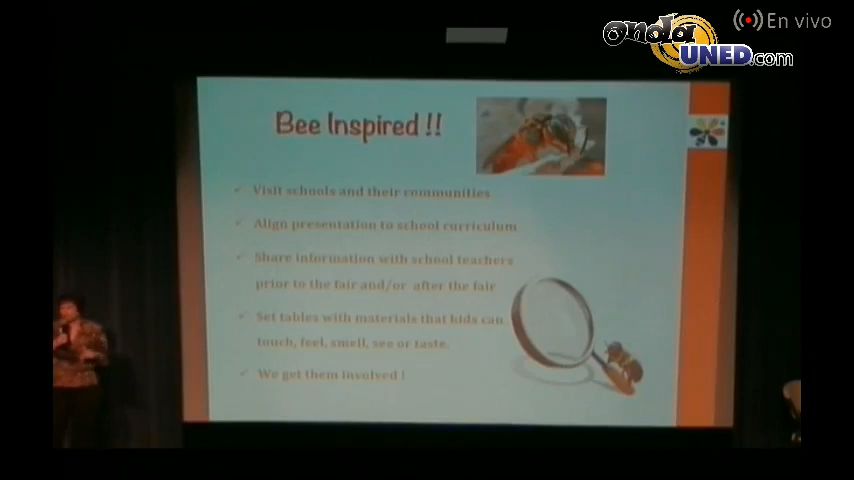 En vivo
onda
UNED.com
Bee Inspired !!
Visit schools and their communities
Align presentation to school curriculum
Share information with school teachers
prior to the fair and/or after the fair
Set tables with materials that kids can
touch, feel, smell, see or taste.
We get them involved !